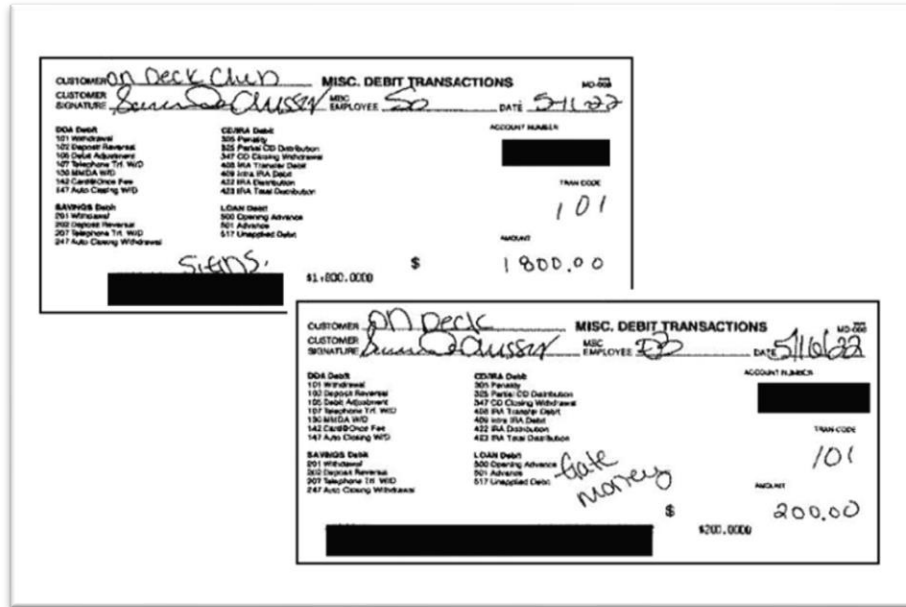 CUSTOMER On Deck Club MISC. DEBIT TRANSACTIONS
CUSTOMER SIGNATURE MBC EMPLOYEE SO DATE 5-11-22
ACCOUNT NUMBER
DDA Debit
101 Withdrawal
102 Deposit Reversal
106 Debit Adjustment
107 Telephone Trf. W/D
130 MMDA W/D
142 Card@Once Fee
147 Auto Closing W/D
CD/IRA Debit
305 Penalty
325 Partial CD Distribution
347 CD Closing Withdrawal
408 IRA Transfer Debit
409 Intra IRA Debit
422 IRA Distribution
423 IRA Total Distribution
TRAN CODE
101
SAVINGS Debit
201 Withdrawal
202 Deposit Reversal
207 Telephone Trf. W/D
247 Auto Closing Withdrawal
LOAN Debit
500 Opening Advance
501 Advance
517 Unapplied Debit
AMOUNT
Signs.
$ 1800.00
$1,800.0000
CUSTOMER On Deck MISC. DEBIT TRANSACTIONS
CUSTOMER SIGNATURE MBC EMPLOYEE DATE 5/16/22
ACCOUNT NUMBER
DDA Debit
101 Withdrawal
102 Deposit Reversal
106 Debit Adjustment
107 Telephone Trf. W/D
130 MMDA W/D
142 Card@Once Fee
147 Auto Closing W/D
CD/IRA Debit
305 Penalty
325 Partial CD Distribution
347 CD Closing Withdrawal
408 IRA Transfer Debit
409 Intra IRA Debit
422 IRA Distribution
423 IRA Total Distribution
TRAN CODE
101
SAVINGS Debit
201 Withdrawal
202 Deposit Reversal
207 Telephone Trf. W/D
247 Auto Closing Withdrawal
LOAN Debit
500 Opening Advance
501 Advance
517 Unapplied Debit
Gate
Money
AMOUNT
$ 200.00
$200.0000